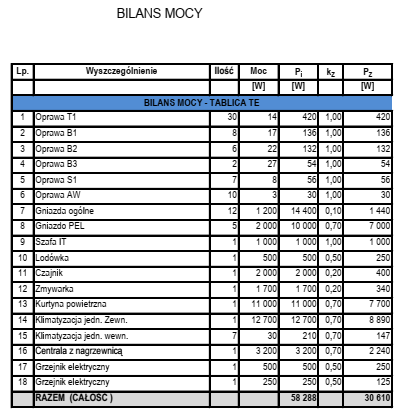 BILANS MOCY
Lp. Wyszczególnienie Ilość Moc Pi kz Pz
[W] [W] [W]
BILANS MOCY - TABLICA TE
1 Oprawa T1 30 14 420 1,00 420
2 Oprawa B1 8 17 136 1,00 136
3 Oprawa B2 6 22 132 1,00 132
4 Oprawa B3 2 27 54 1,00 54
5 Oprawa S1 7 8 56 1,00 56
6 Oprawa AW 10 3 30 1,00 30
7 Gniazda ogólne 12 1 200 14 400 0,10 1 440
8 Gniazdo PEL 5 2 000 10 000 0,70 7 000
9 Szafa IT 1 1 000 1 000 1,00 1 000
10 Lodówka 1 500 500 0,50 250
11 Czajnik 1 2 000 2 000 0,20 400
12 Zmywarka 1 1 700 1 700 0,20 340
13 Kurtyna powietrzna 1 11 000 11 000 0,70 7 700
14 Klimatyzacja jedn. Zewn. 1 12 700 12 700 0,70 8 890
15 Klimatyzacja jedn. wewn. 7 30 210 0,70 147
16 Centrala z nagrzewnicą 1 3 200 3 200 0,70 2 240
17 Grzejnik elektryczny 1 500 500 0,50 250
18 Grzejnik elektryczny 1 250 250 0,50 125
RAZEM (CAŁOŚĆ ) 58 288 30 610